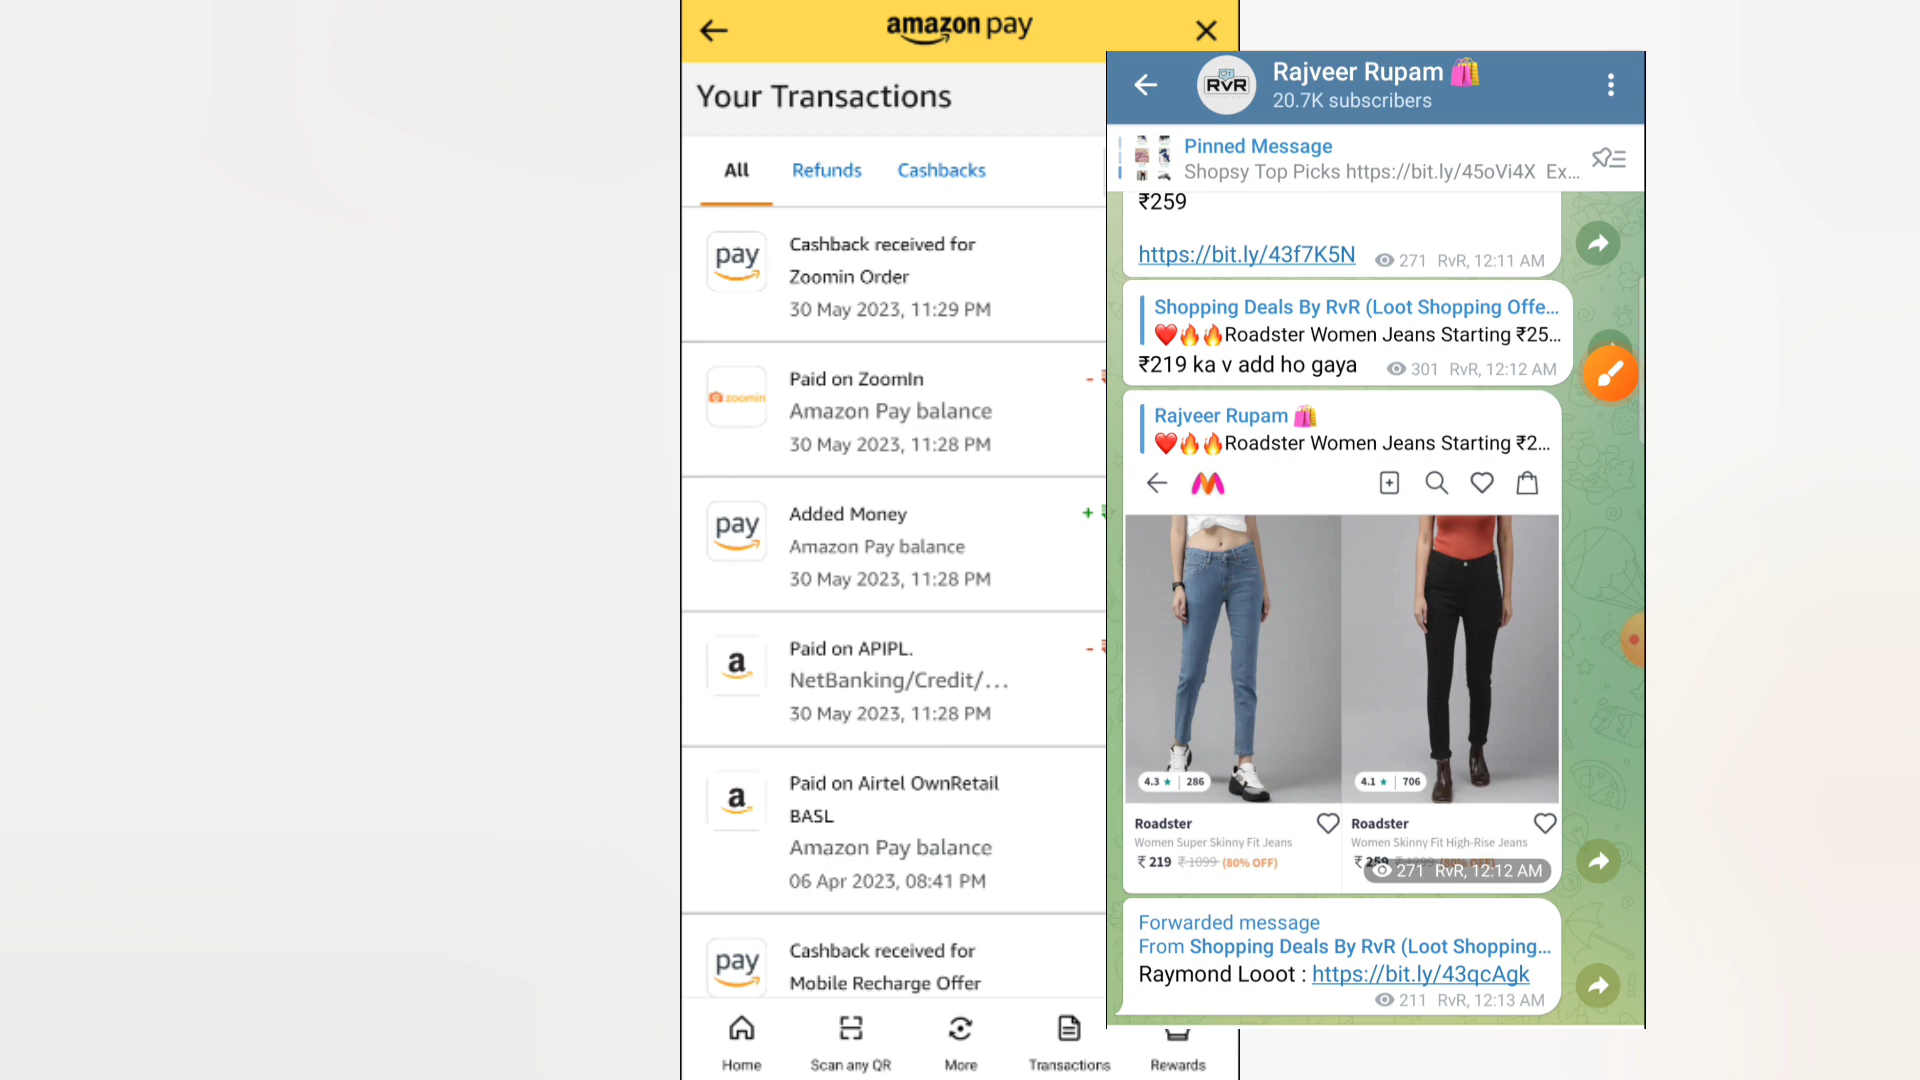 amazon pay
Your Transactions
All
Refunds
Cashbacks
pay
Cashback received for
Zoomin Order
30 May 2023, 11:29 PM
zoomin
Paid on ZoomIn
Amazon Pay balance
30 May 2023, 11:28 PM
-
pay
Added Money
Amazon Pay balance
30 May 2023, 11:28 PM
+
a
Paid on APIPL.
NetBanking/Credit/...
30 May 2023, 11:28 PM
-
a
Paid on Airtel OwnRetail
BASL
Amazon Pay balance
06 Apr 2023, 08:41 PM
pay
Cashback received for
Mobile Recharge Offer
Home
Scan any QR
More
Transactions
Rewards
RvR
Rajveer Rupam 🛍️
20.7K subscribers
Pinned Message
Shopsy Top Picks https://bit.ly/45oVi4X Ex...
₹259
https://bit.ly/43f7K5N
271 RvR, 12:11 AM
Shopping Deals By RvR (Loot Shopping Offe...
❤️🔥🔥Roadster Women Jeans Starting ₹25...
₹219 ka v add ho gaya
301 RvR, 12:12 AM
Rajveer Rupam 🛍️
❤️🔥🔥Roadster Women Jeans Starting ₹2...
4.3 ★ | 286
4.1 ★ | 706
Roadster
Women Super Skinny Fit Jeans
₹ 219 ₹ 1099 (80% OFF)
Roadster
Women Skinny Fit High-Rise Jeans
₹ 259 ₹ 1299 (80% OFF)
271 RvR, 12:12 AM
Forwarded message
From Shopping Deals By RvR (Loot Shopping...
Raymond Looot : https://bit.ly/43qcAgk
211 RvR, 12:13 AM